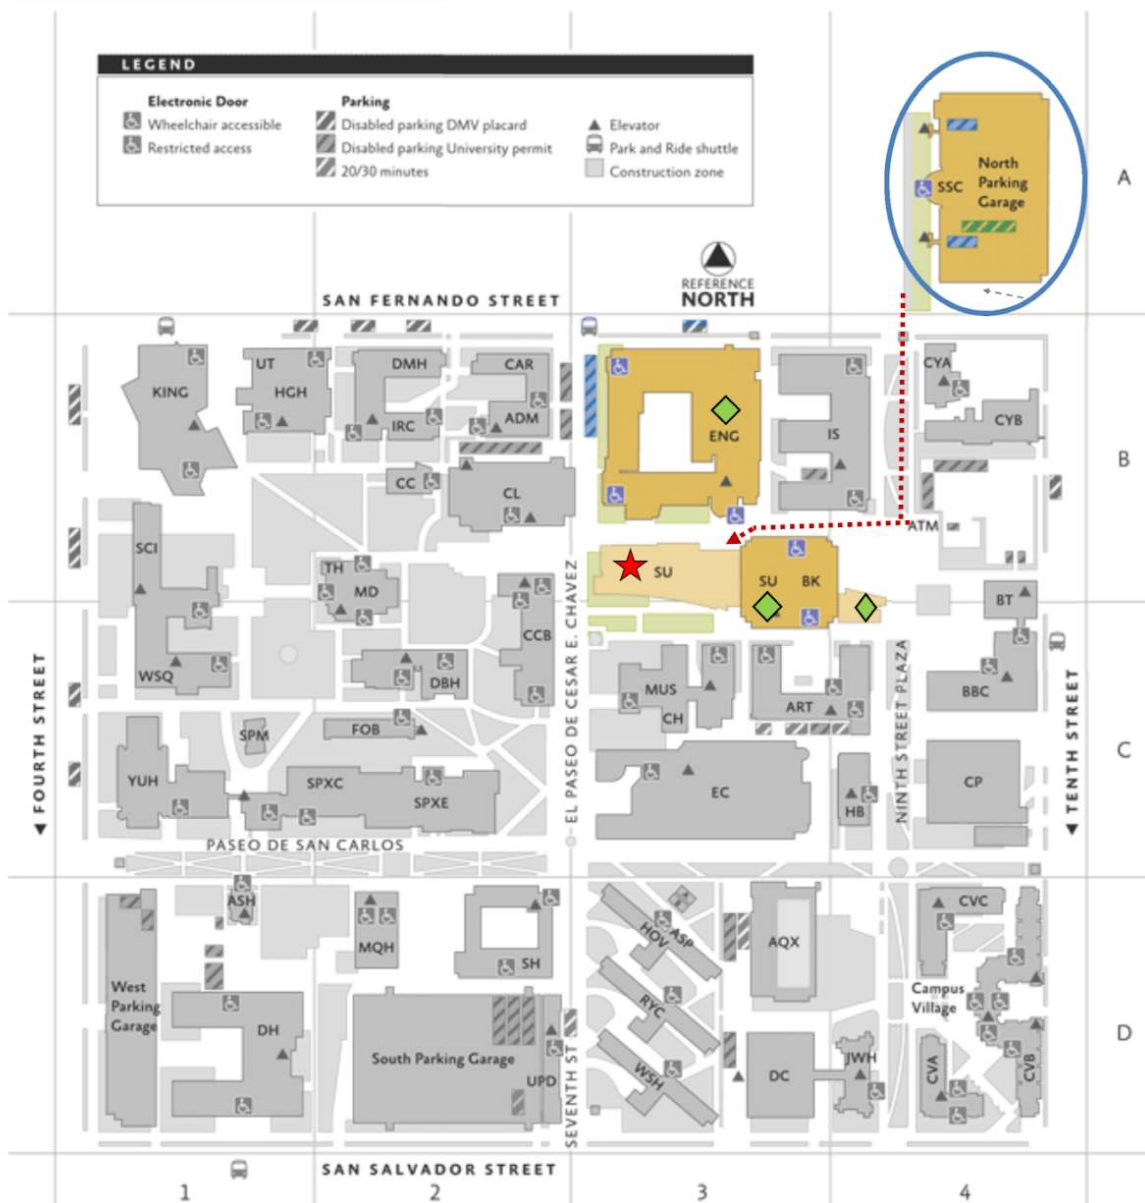 LEGEND
Electronic Door
Wheelchair accessible
Restricted access
Parking
Disabled parking DMV placard
Disabled parking University permit
20/30 minutes
Elevator
Park and Ride shuttle
Construction zone
SSC
North
Parking
Garage
A
REFERENCE
NORTH
SAN FERNANDO STREET
KING
UT
HGH
DMH
IRC
CAR
ADM
ENG
IS
CYA
CYB
B
CC
CL
ATM
SCI
TH
MD
SU
SU
BK
BT
CCB
EL PASEO DE CESAR E. CHAVEZ
WSQ
DBH
MUS
CH
ART
NINTH STREET PLAZA
BBC
FOURTH STREET
TENTH STREET
SPM
FOB
YUH
SPXC
SPXE
EC
HB
CP
C
PASEO DE SAN CARLOS
ASH
MQH
SH
HOV
ASP
AQX
CVC
West
Parking
Garage
DH
South Parking Garage
UPD
SEVENTH ST
RYC
WSH
DC
JWH
Campus
Village
CVA
CVB
D
SAN SALVADOR STREET
1
2
3
4